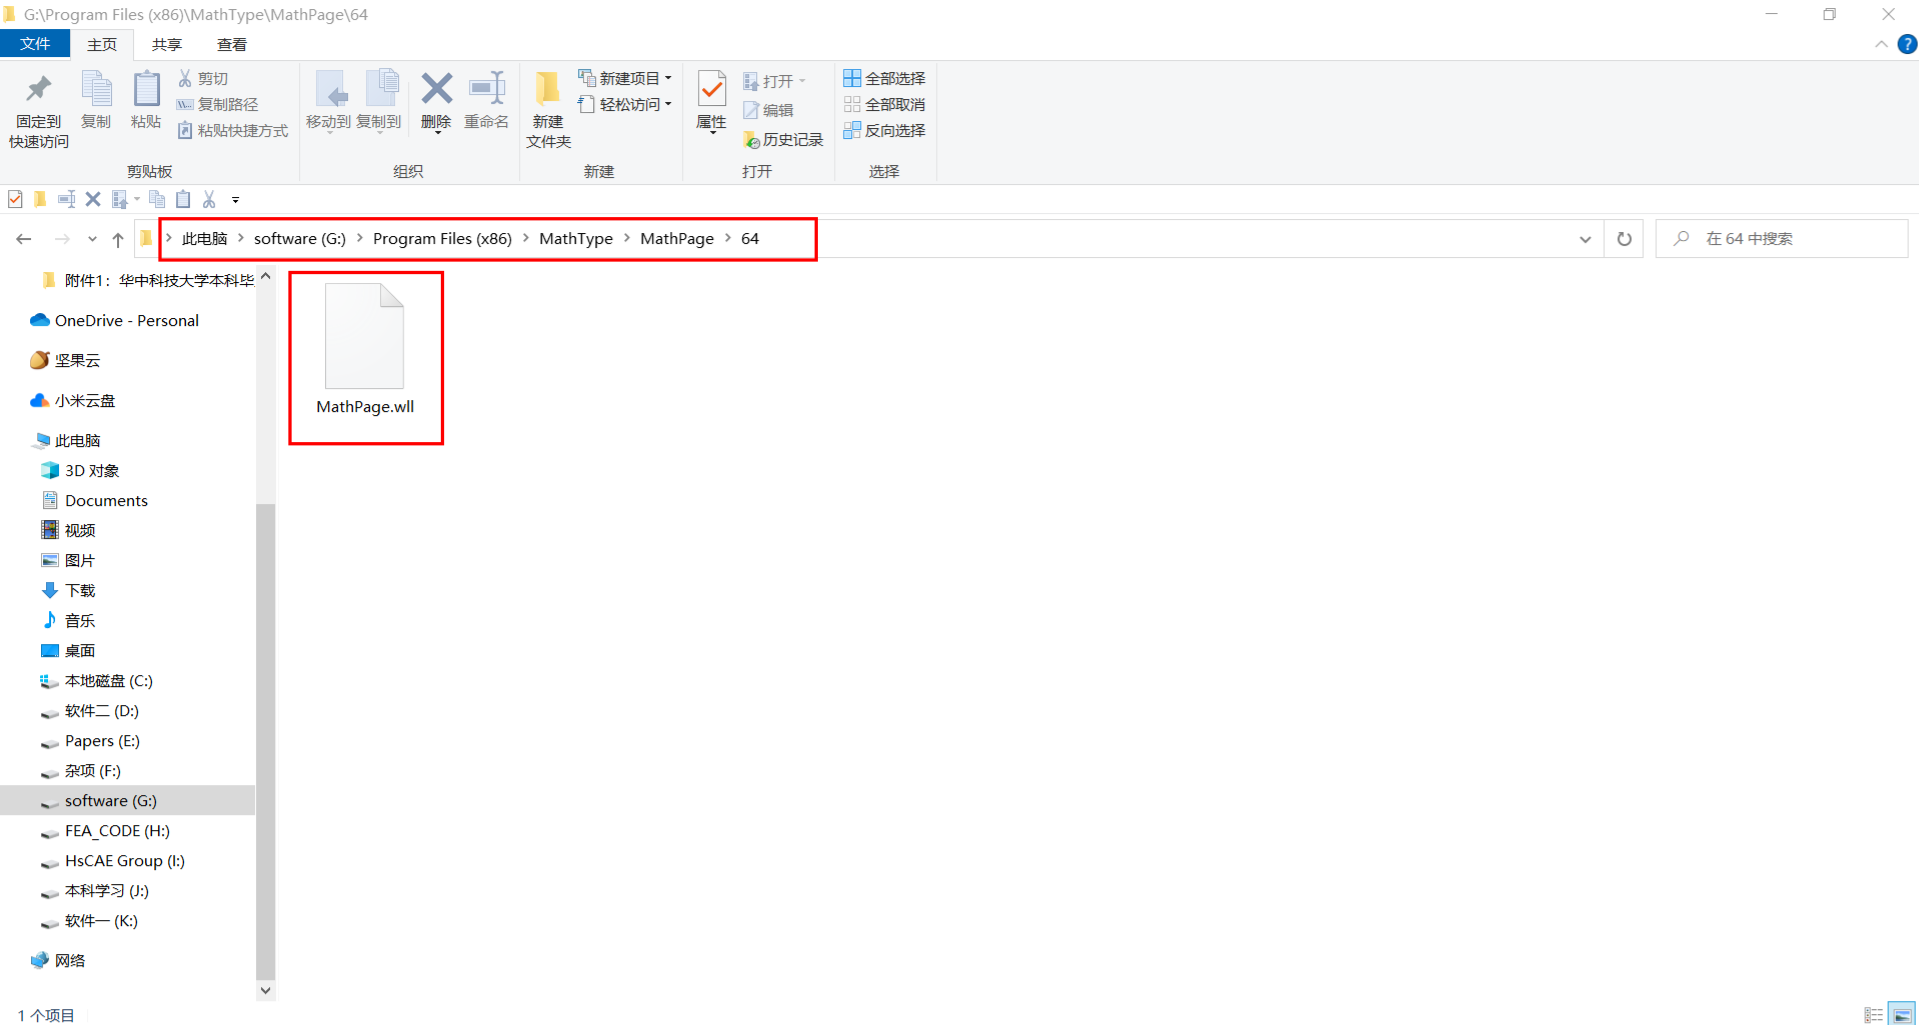 G:\Program Files (x86)\MathType\MathPage\64
文件 主页 共享 查看
固定到
快速访问
复制
粘贴
剪切
复制路径
粘贴快捷方式
剪贴板
移动到
复制到
删除
重命名
组织
新建
文件夹
新建项目
轻松访问
新建
属性
打开
编辑
历史记录
打开
全部选择
全部取消
反向选择
选择
此电脑 > software (G:) > Program Files (x86) > MathType > MathPage > 64
在 64 中搜索
附件1：华中科技大学本科毕
OneDrive - Personal
坚果云
小米云盘
此电脑
3D 对象
Documents
视频
图片
下载
音乐
桌面
本地磁盘 (C:)
软件二 (D:)
Papers (E:)
杂项 (F:)
software (G:)
FEA_CODE (H:)
HsCAE Group (I:)
本科学习 (J:)
软件一 (K:)
网络
MathPage.wll
1 个项目